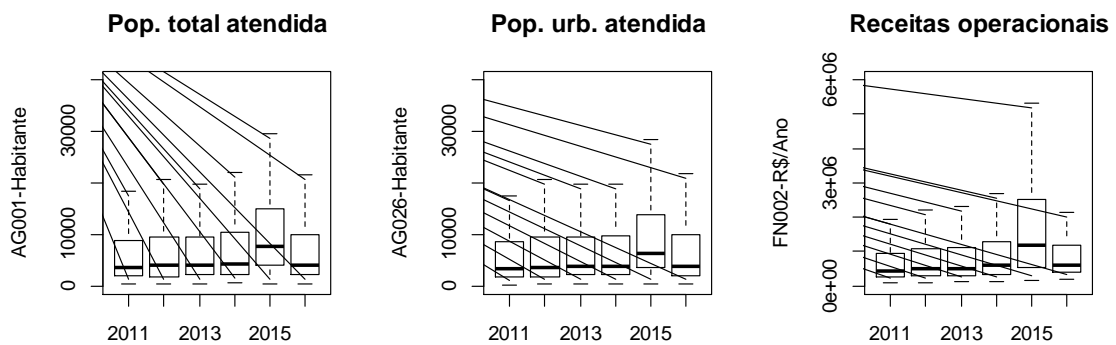 Pop. total atendida
AG001-Habitante
0 10000 30000
2011 2013 2015
Pop. urb. atendida
AG026-Habitante
0 10000 30000
2011 2013 2015
Receitas operacionais
FN002-R$/Ano
0e+00 3e+06 6e+06
2011 2013 2015